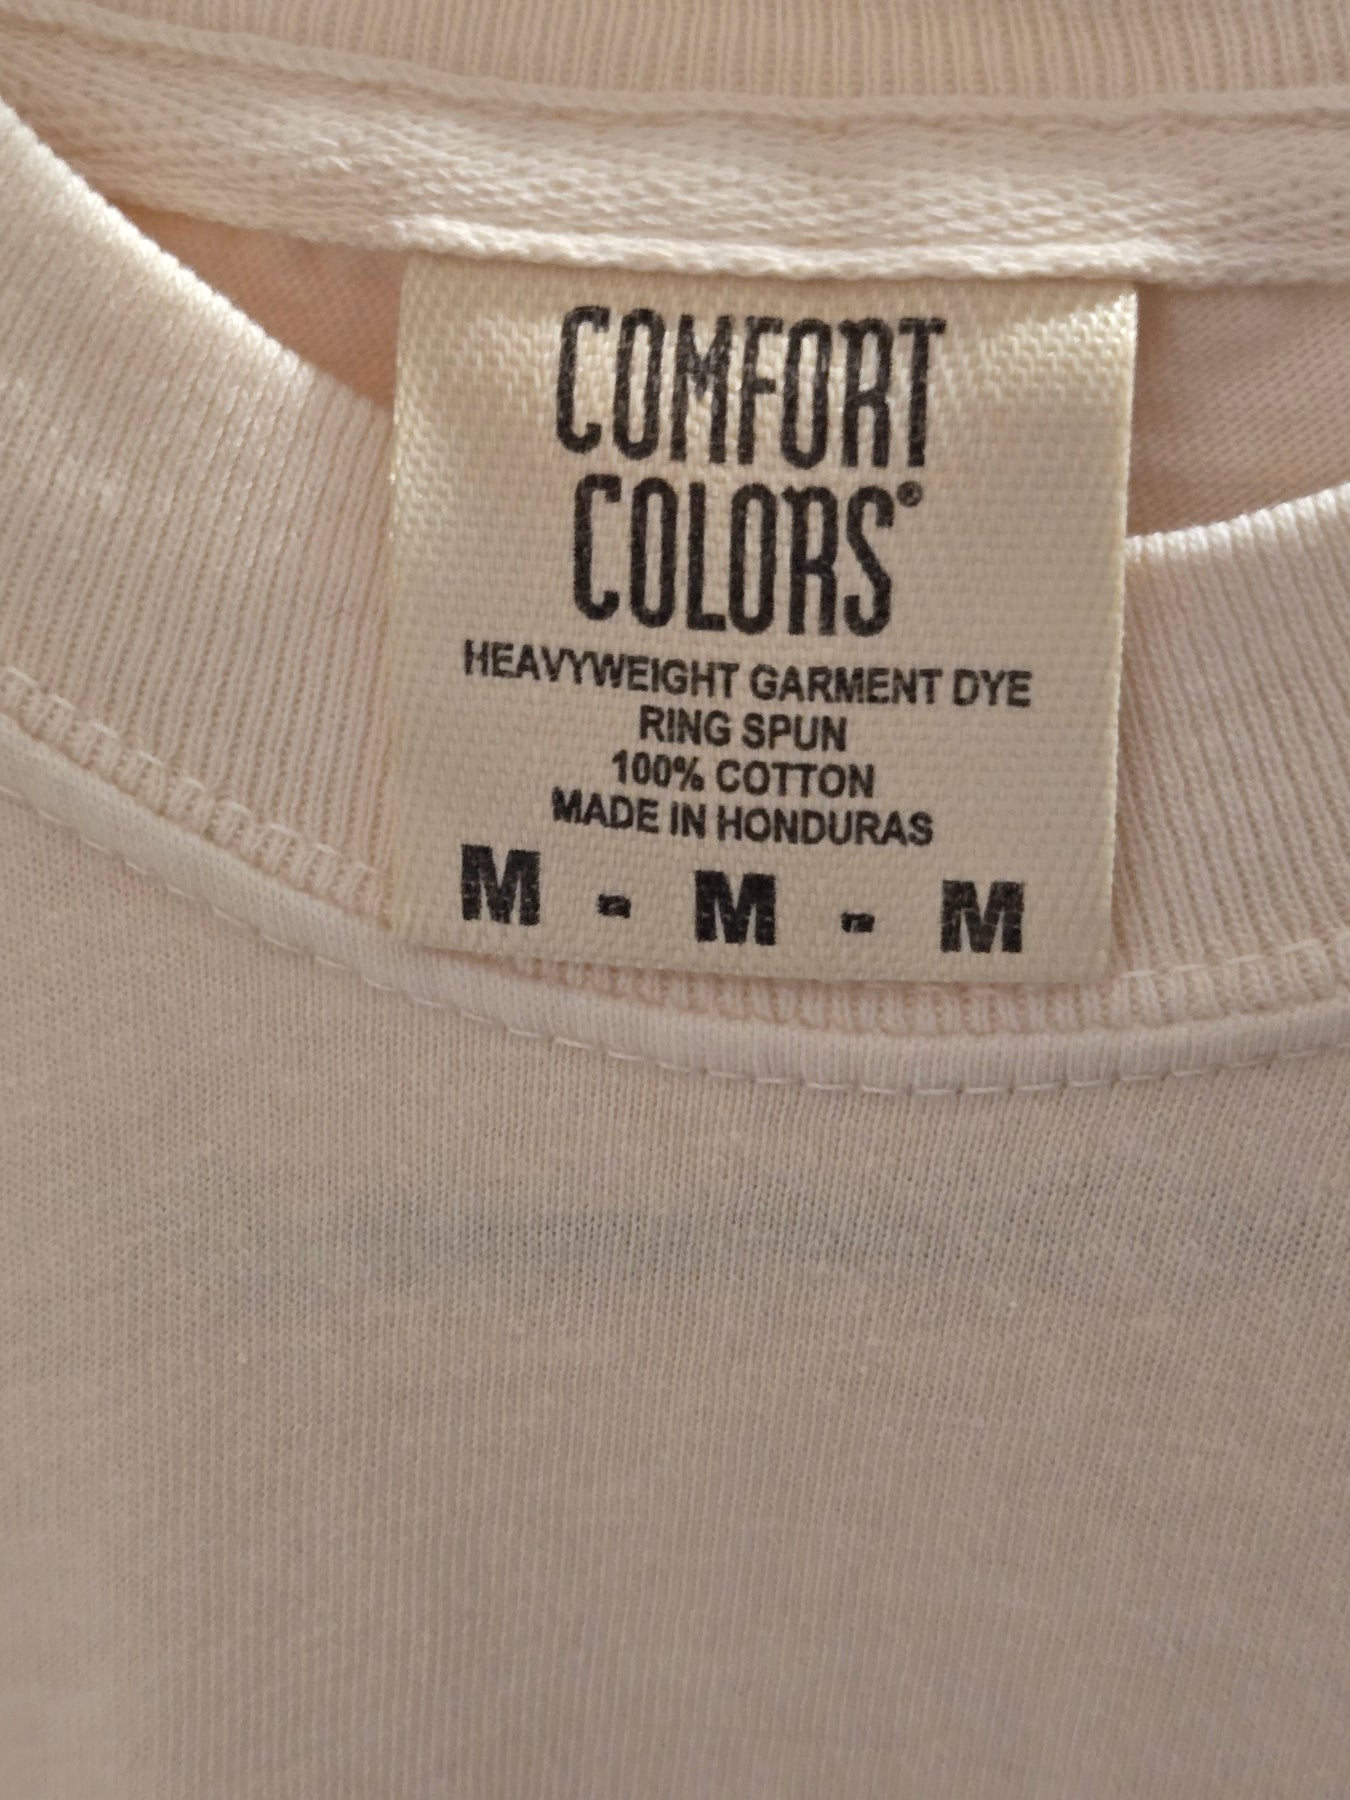 COMFORT
COLORS®
HEAVYWEIGHT GARMENT DYE
RING SPUN
100% COTTON
MADE IN HONDURAS
M - M - M